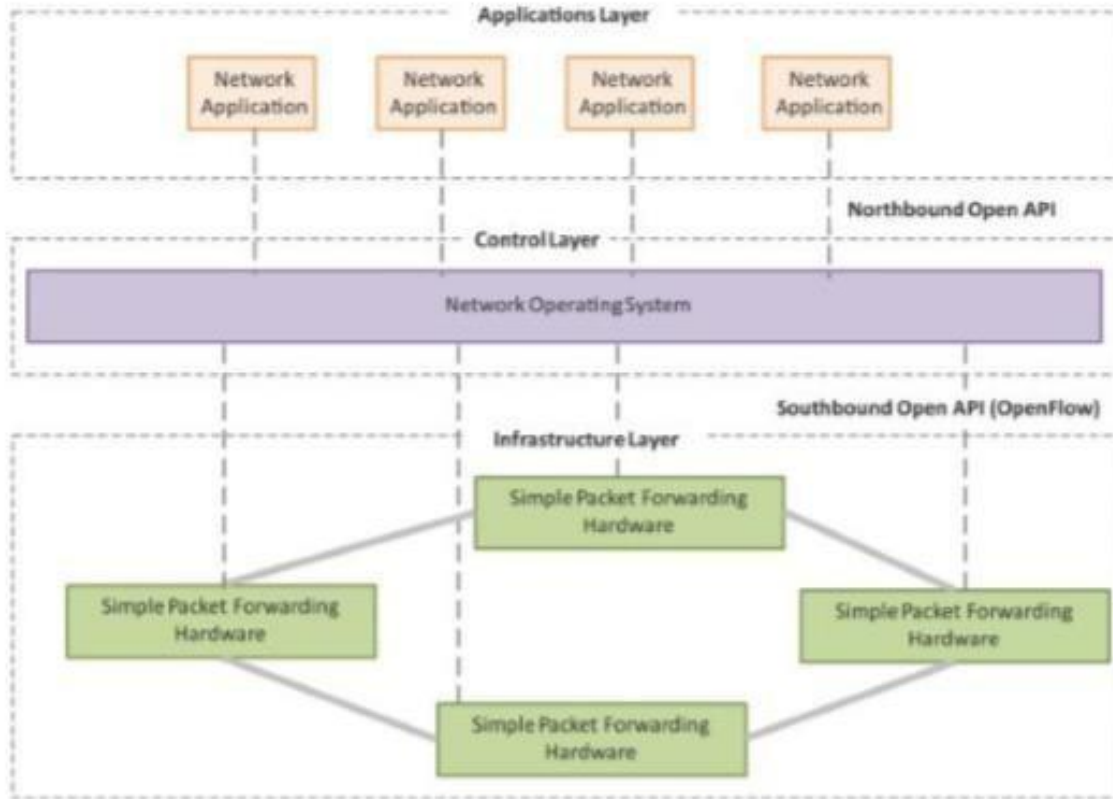 Applications Layer
Network
Application
Network
Application
Network
Application
Network
Application
Northbound Open API
Control Layer
Network Operating System
Southbound Open API (OpenFlow)
Infrastructure Layer
Simple Packet Forwarding
Hardware
Simple Packet Forwarding
Hardware
Simple Packet Forwarding
Hardware
Simple Packet Forwarding
Hardware